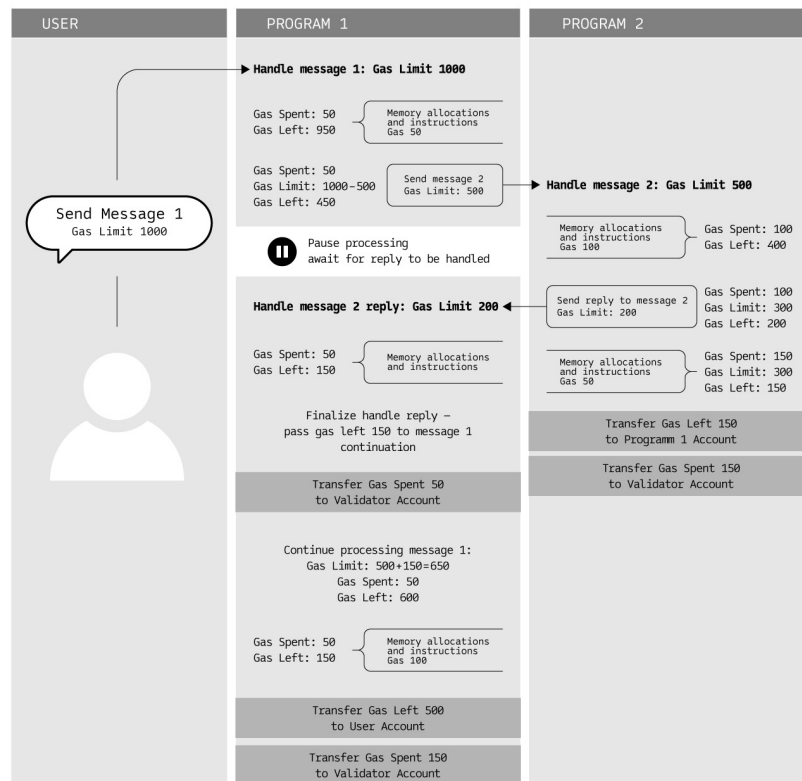 USER
Send Message 1
Gas Limit 1000
PROGRAM 1
Handle message 1: Gas Limit 1000
Gas Spent: 50
Gas Left: 950
Memory allocations
and instructions
Gas 50
Gas Spent: 50
Gas Limit: 1000-500
Gas Left: 450
Send message 2
Gas Limit: 500
Pause processing
await for reply to be handled
Handle message 2 reply: Gas Limit 200
Gas Spent: 50
Gas Left: 150
Memory allocations
and instructions
Finalize handle reply –
pass gas left 150 to message 1
continuation
Transfer Gas Spent 50
to Validator Account
Continue processing message 1:
Gas Limit: 500+150=650
Gas Spent: 50
Gas Left: 600
Gas Spent: 50
Gas Left: 150
Memory allocations
and instructions
Gas 100
Transfer Gas Left 500
to User Account
Transfer Gas Spent 150
to Validator Account
PROGRAM 2
Handle message 2: Gas Limit 500
Memory allocations
and instructions
Gas 100
Gas Spent: 100
Gas Left: 400
Send reply to message 2
Gas Limit: 200
Gas Spent: 100
Gas Limit: 300
Gas Left: 200
Memory allocations
and instructions
Gas 50
Gas Spent: 150
Gas Limit: 300
Gas Left: 150
Transfer Gas Left 150
to Programm 1 Account
Transfer Gas Spent 150
to Validator Account